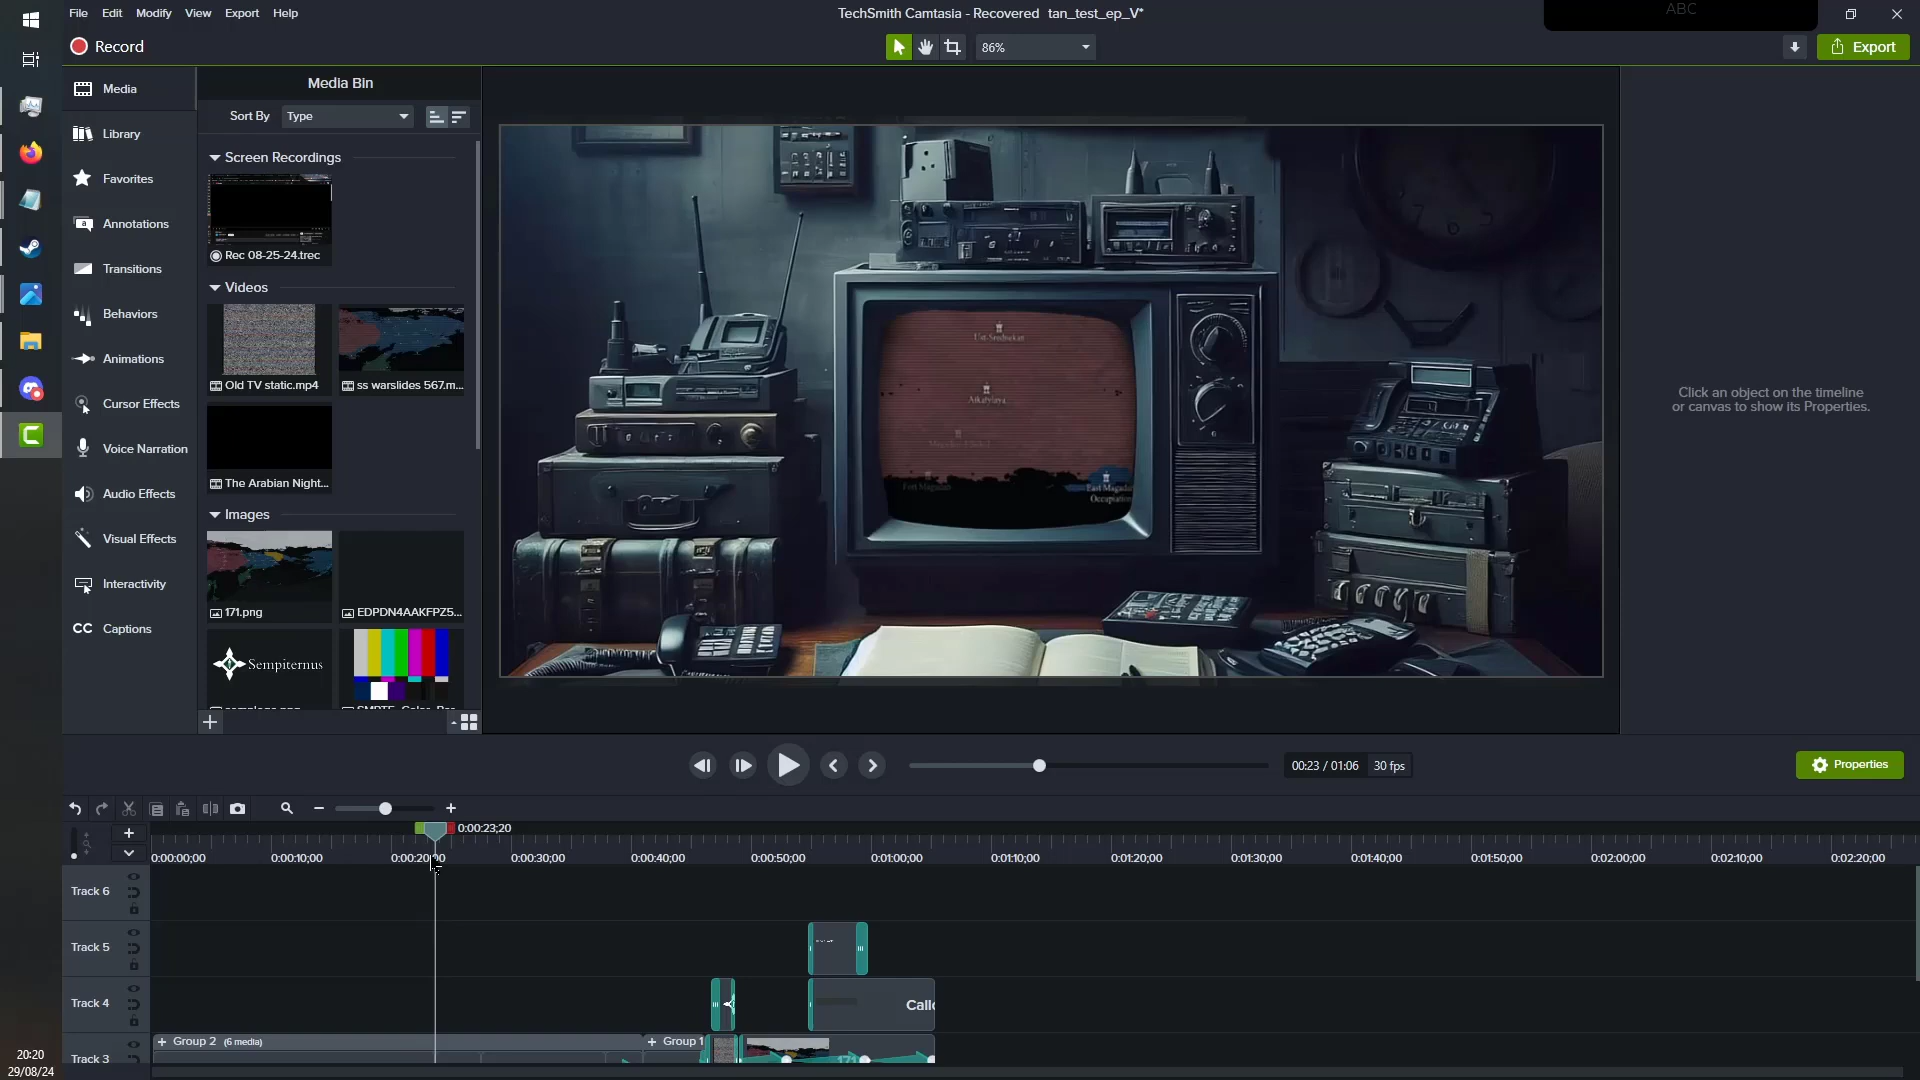 File Edit Modify View Export Help
TechSmith Camtasia - Recovered tan_test_ep_V*
ABC
Record
86%
Export
Media
Library
Favorites
Annotations
Transitions
Behaviors
Animations
Cursor Effects
Voice Narration
Audio Effects
Visual Effects
Interactivity
CC Captions
Media Bin
Sort By Type
Screen Recordings
Rec 08-25-24.trec
Videos
Old TV static.mp4
ss warslides 567.m...
The Arabian Night...
Images
171.png
EDPDN4AAKFPZ5...
Sempiternus
Click an object on the timeline
or canvas to show its Properties.
00:23 / 01:06 30 fps
Properties
0:00:23;20
0:00:00;00 0:00:10;00 0:00:20;00 0:00:30;00 0:00:40;00 0:00:50;00 0:01:00;00 0:01:10;00 0:01:20;00 0:01:30;00 0:01:40;00 0:01:50;00 0:02:00;00 0:02:10;00 0:02:20;00
Track 6
Track 5
Track 4
Callo
Track 3
Group 2 (6 media)
Group 1
171
20:20
29/08/24